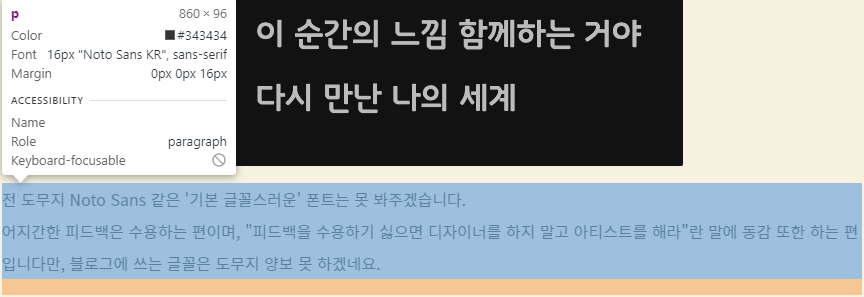 p 860 × 96
Color #343434
Font 16px "Noto Sans KR", sans-serif
Margin 0px 0px 16px
ACCESSIBILITY
Name
Role paragraph
Keyboard-focusable
이 순간의 느낌 함께하는 거야
다시 만난 나의 세계
전 도무지 Noto Sans 같은 '기본 글꼴스러운' 폰트는 못 봐주겠습니다.
어지간한 피드백은 수용하는 편이며, "피드백을 수용하기 싫으면 디자이너를 하지 말고 아티스트를 해라"란 말에 동감 또한 하는 편
입니다만, 블로그에 쓰는 글꼴은 도무지 양보 못 하겠네요.